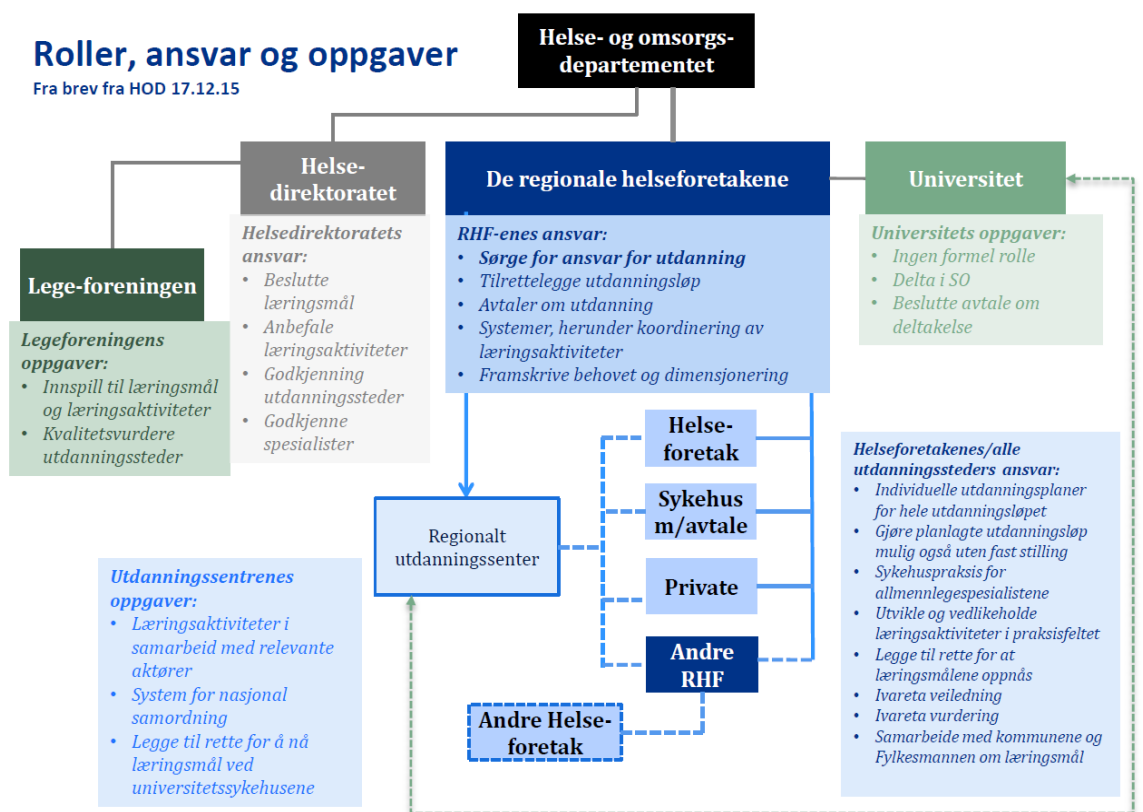 Roller, ansvar og oppgaver
Fra brev fra HOD 17.12.15
Helse- og omsorgs-
departementet
Helse-
direktoratet
De regionale helseforetakene
Universitet
Lege-foreningen
Legeforeningens
oppgaver:
• Innspill til læringsmål
og læringsaktiviteter
• Kvalitetsvurdere
utdanningssteder
Helsedirektoratets
ansvar:
• Beslutte
læringsmål
• Anbefale
læringsaktiviteter
• Godkjenning
utdanningssteder
• Godkjenne
spesialister
RHF-enes ansvar:
• Sørge for ansvar for utdanning
• Tilrettelegge utdanningsløp
• Avtaler om utdanning
• Systemer, herunder koordinering av
læringsaktiviteter
• Framskrive behovet og dimensjonering
Universitets oppgaver:
• Ingen formel rolle
• Delta i SO
• Beslutte avtale om
deltakelse
Helse-
foretak
Sykehus
m/avtale
Private
Andre
RHF
Andre Helse-
foretak
Regionalt
utdanningssenter
Utdanningssentrenes
oppgaver:
• Læringsaktiviteter i
samarbeid med relevante
aktører
• System for nasjonal
samordning
• Legge til rette for å nå
læringsmål ved
universitetssykehusene
Helseforetakenes/alle
utdanningssteders ansvar:
• Individuelle utdanningsplaner
for hele utdanningsløpet
• Gjøre planlagte utdanningsløp
mulig også uten fast stilling
• Sykehuspraksis for
allmennlegespesialistene
• Utvikle og vedlikeholde
læringsaktiviteter i praksisfeltet
• Legge til rette for at
læringsmålene oppnås
• Ivareta veiledning
• Ivareta vurdering
• Samarbeide med kommunene og
Fylkesmannen om læringsmål